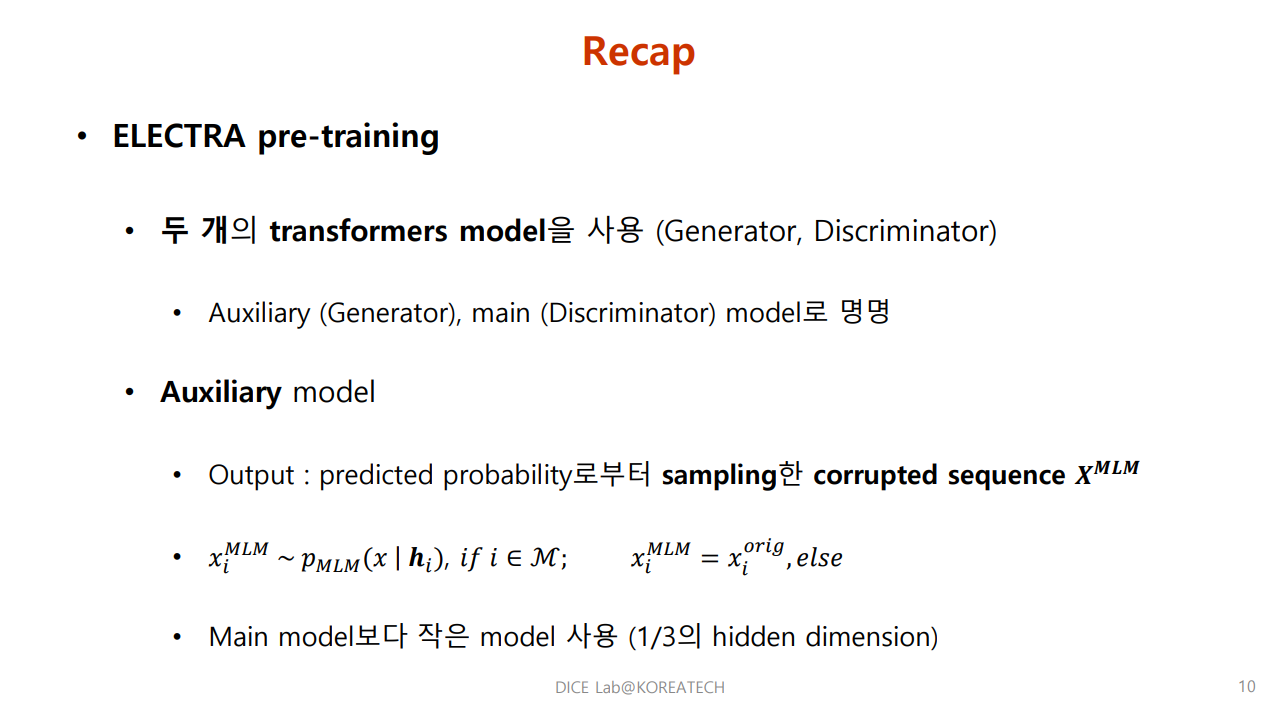 Recap
• ELECTRA pre-training
• 두 개의 transformers model을 사용 (Generator, Discriminator)
• Auxiliary (Generator), main (Discriminator) model로 명명
• Auxiliary model
• Output : predicted probability로부터 sampling한 corrupted sequence $X^{MLM}$
• $x_i^{MLM} \sim p_{MLM}(x \mid h_i)$, if $i \in \mathcal{M}$; $x_i^{MLM} = x_i^{orig}$, else
• Main model보다 작은 model 사용 (1/3의 hidden dimension)
DICE Lab@KOREATECH
10